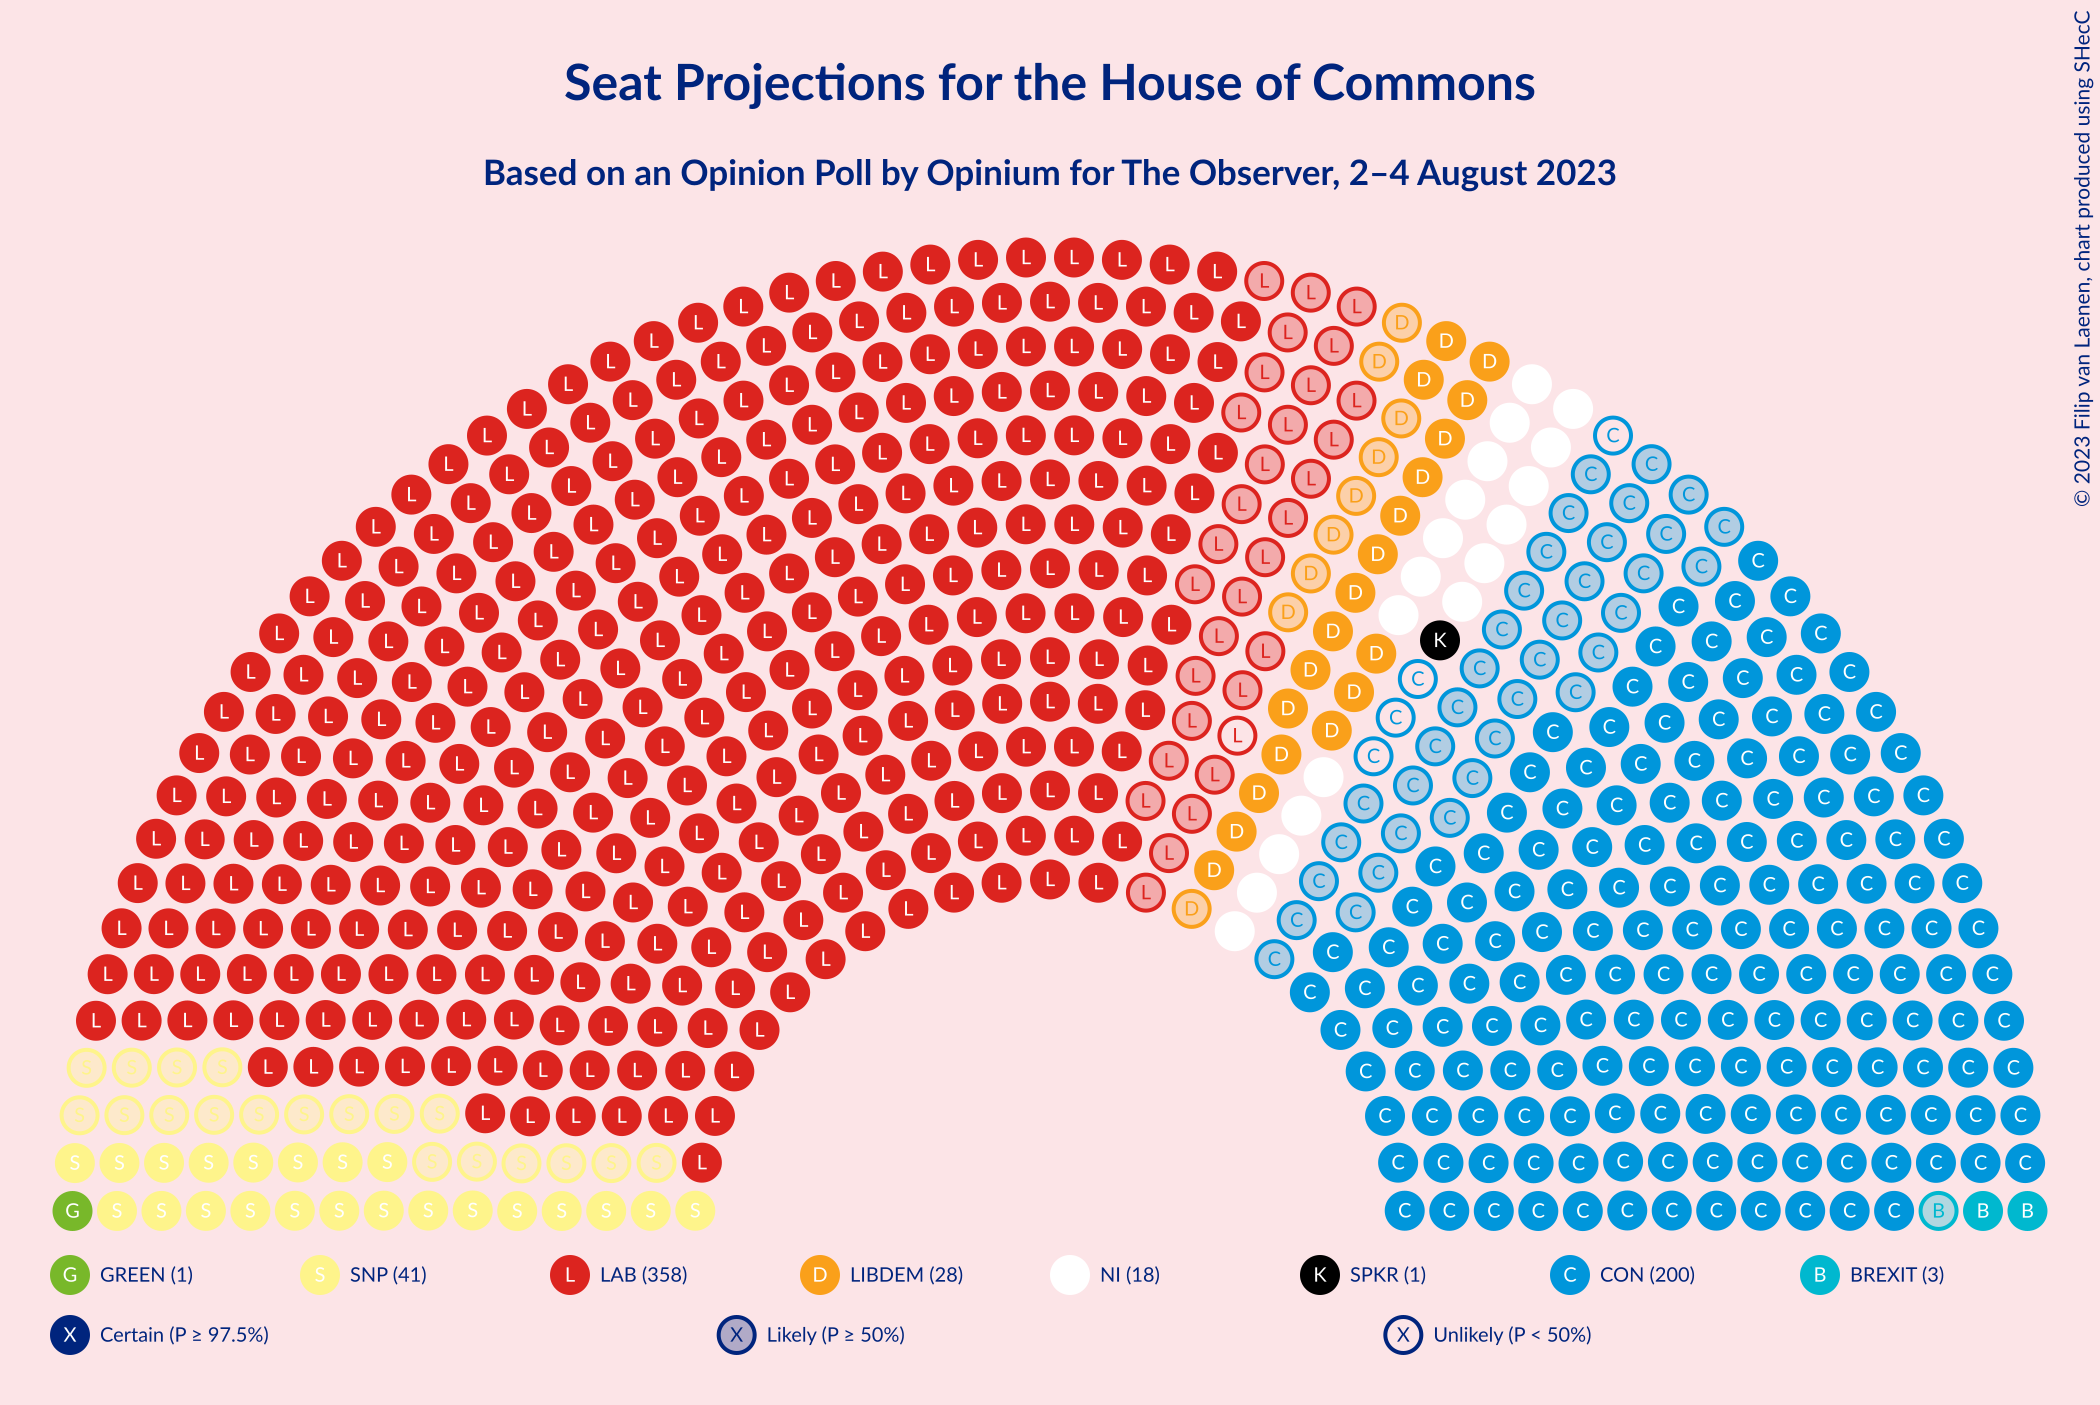 Seat Projections for the House of Commons
Based on an Opinion Poll by Opinium for The Observer, 2–4 August 2023
© 2023 Filip van Laenen, chart produced using SHecC
G GREEN (1) S SNP (41) L LAB (358) D LIBDEM (28) NI (18) K SPKR (1) C CON (200) B BREXIT (3)
X Certain (P ≥ 97.5%) X Likely (P ≥ 50%) X Unlikely (P < 50%)